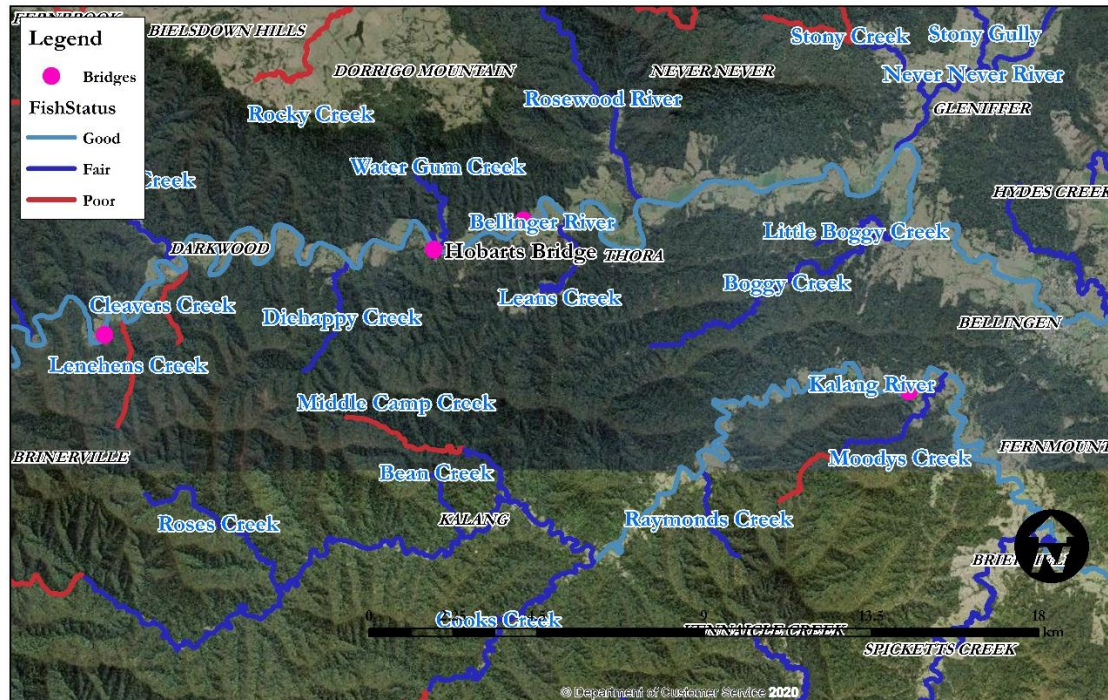 FERNBROOK
BIELSDOWN HILLS
Legend
Bridges
FishStatus
Good
Fair
Poor
DORRIGO MOUNTAIN
NEVER NEVER
Stony Creek
Stony Gully
Never Never River
GLENIFFER
Rosewood River
Rocky Creek
Water Gum Creek
Creek
HYDES CREEK
Bellinger River
Little Boggy Creek
DARKWOOD
Hobarts Bridge
THORA
Boggy Creek
Leans Creek
Cleavers Creek
Diehappy Creek
BELLINGEN
Lenehens Creek
Kalang River
Middle Camp Creek
FERNMOUNT
BRINERVILLE
Moodys Creek
Bean Creek
Roses Creek
KALANG
Raymonds Creek
N
Cooks Creek
0
9
13.5
18
km
SPICKETTS CREEK
© Department of Customer Service 2020